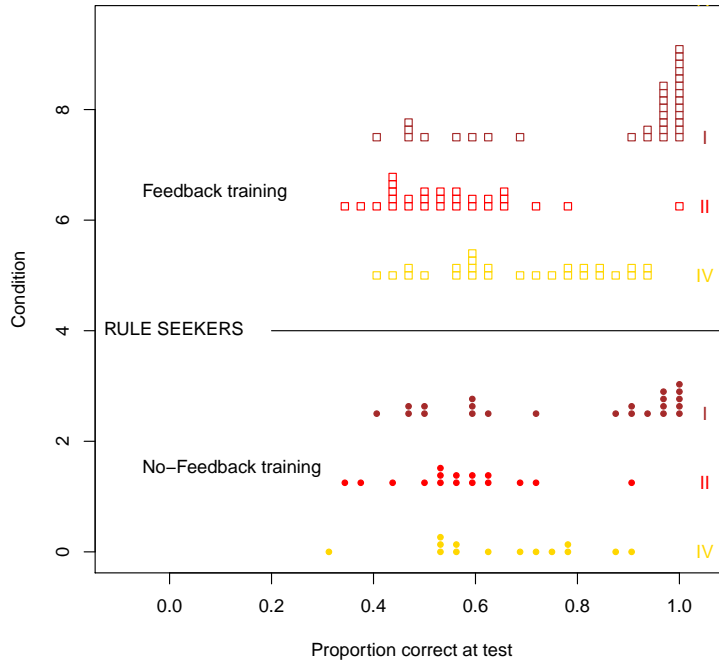 I
Feedback training
II
IV
RULE SEEKERS
I
No−Feedback training
II
IV
0
2
4
6
8
Condition
0.0 0.2 0.4 0.6 0.8 1.0
Proportion correct at test